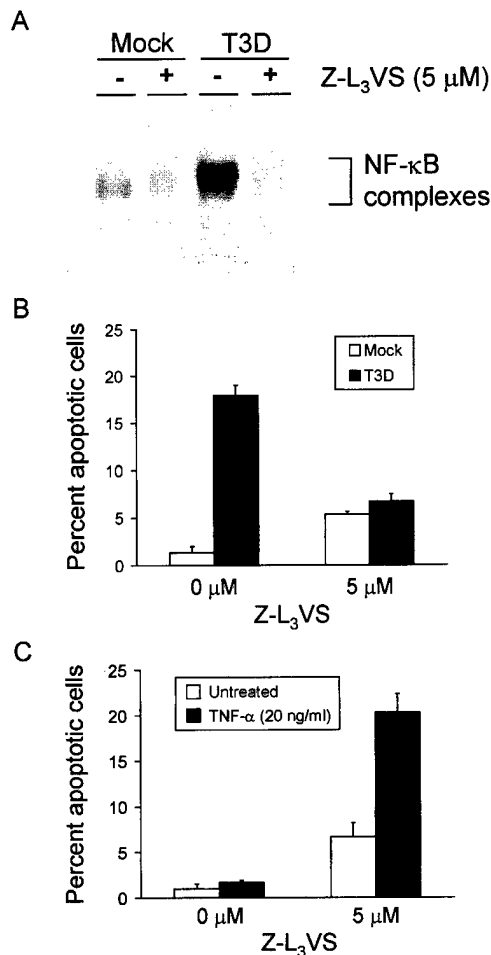 A
Mock T3D
- + - + Z-L₃VS (5 μM)
NF-κB
complexes
B
Percent apoptotic cells
25
20
15
10
5
0
Mock
T3D
0 μM 5 μM
Z-L₃VS
C
Percent apoptotic cells
25
20
15
10
5
0
Untreated
TNF-α (20 ng/ml)
0 μM 5 μM
Z-L₃VS